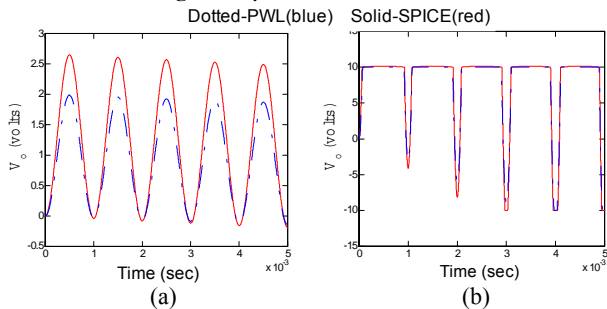 Dotted-PWL(blue) Solid-SPICE(red)
3
2.5
2
1.5
1
0.5
0
-0.5
V o (volts)
0 1 2 3 4 5
x 10⁻³
Time (sec)
(a)
15
10
5
0
-5
-10
15
V o (volts)
0 1 2 3 4 5
x 10⁻³
Time (sec)
(b)